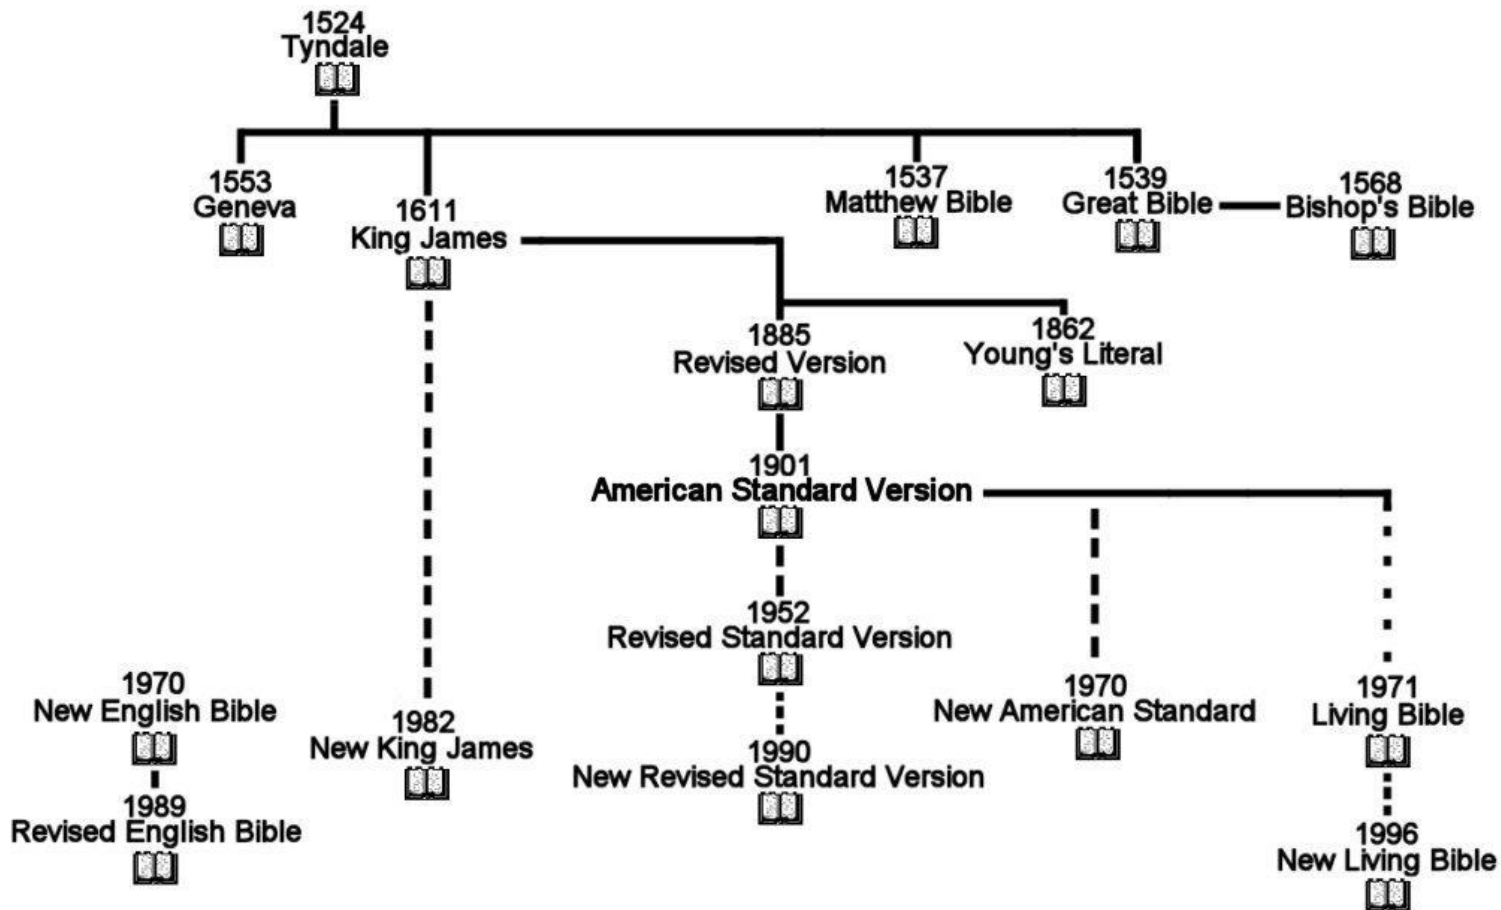 1524
Tyndale
1553
Geneva
1611
King James
1537
Matthew Bible
1539
Great Bible
1568
Bishop's Bible
1885
Revised Version
1862
Young's Literal
1901
American Standard Version
1952
Revised Standard Version
1970
New English Bible
1982
New King James
1990
New Revised Standard Version
1970
New American Standard
1971
Living Bible
1989
Revised English Bible
1996
New Living Bible